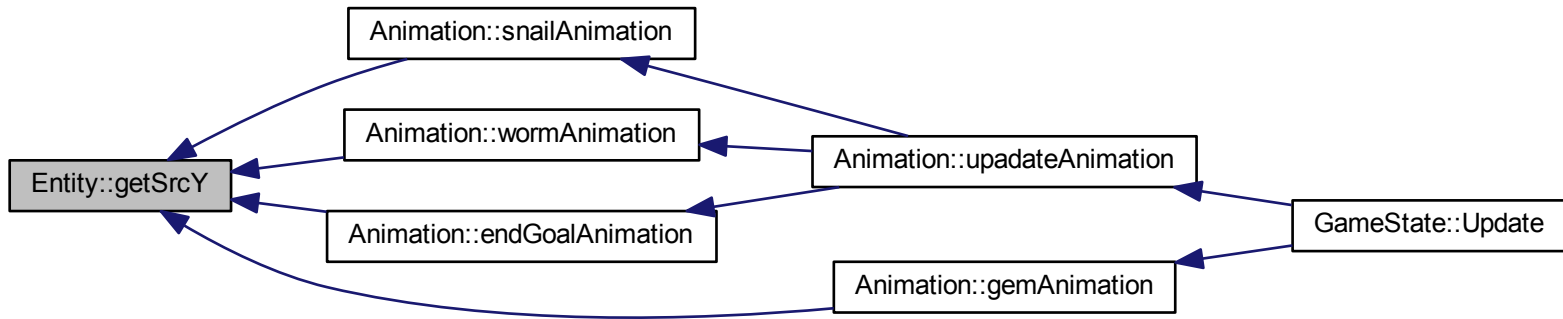 Animation::snailAnimation
Animation::wormAnimation
Animation::upadateAnimation
Entity::getSrcY
GameState::Update
Animation::endGoalAnimation
Animation::gemAnimation